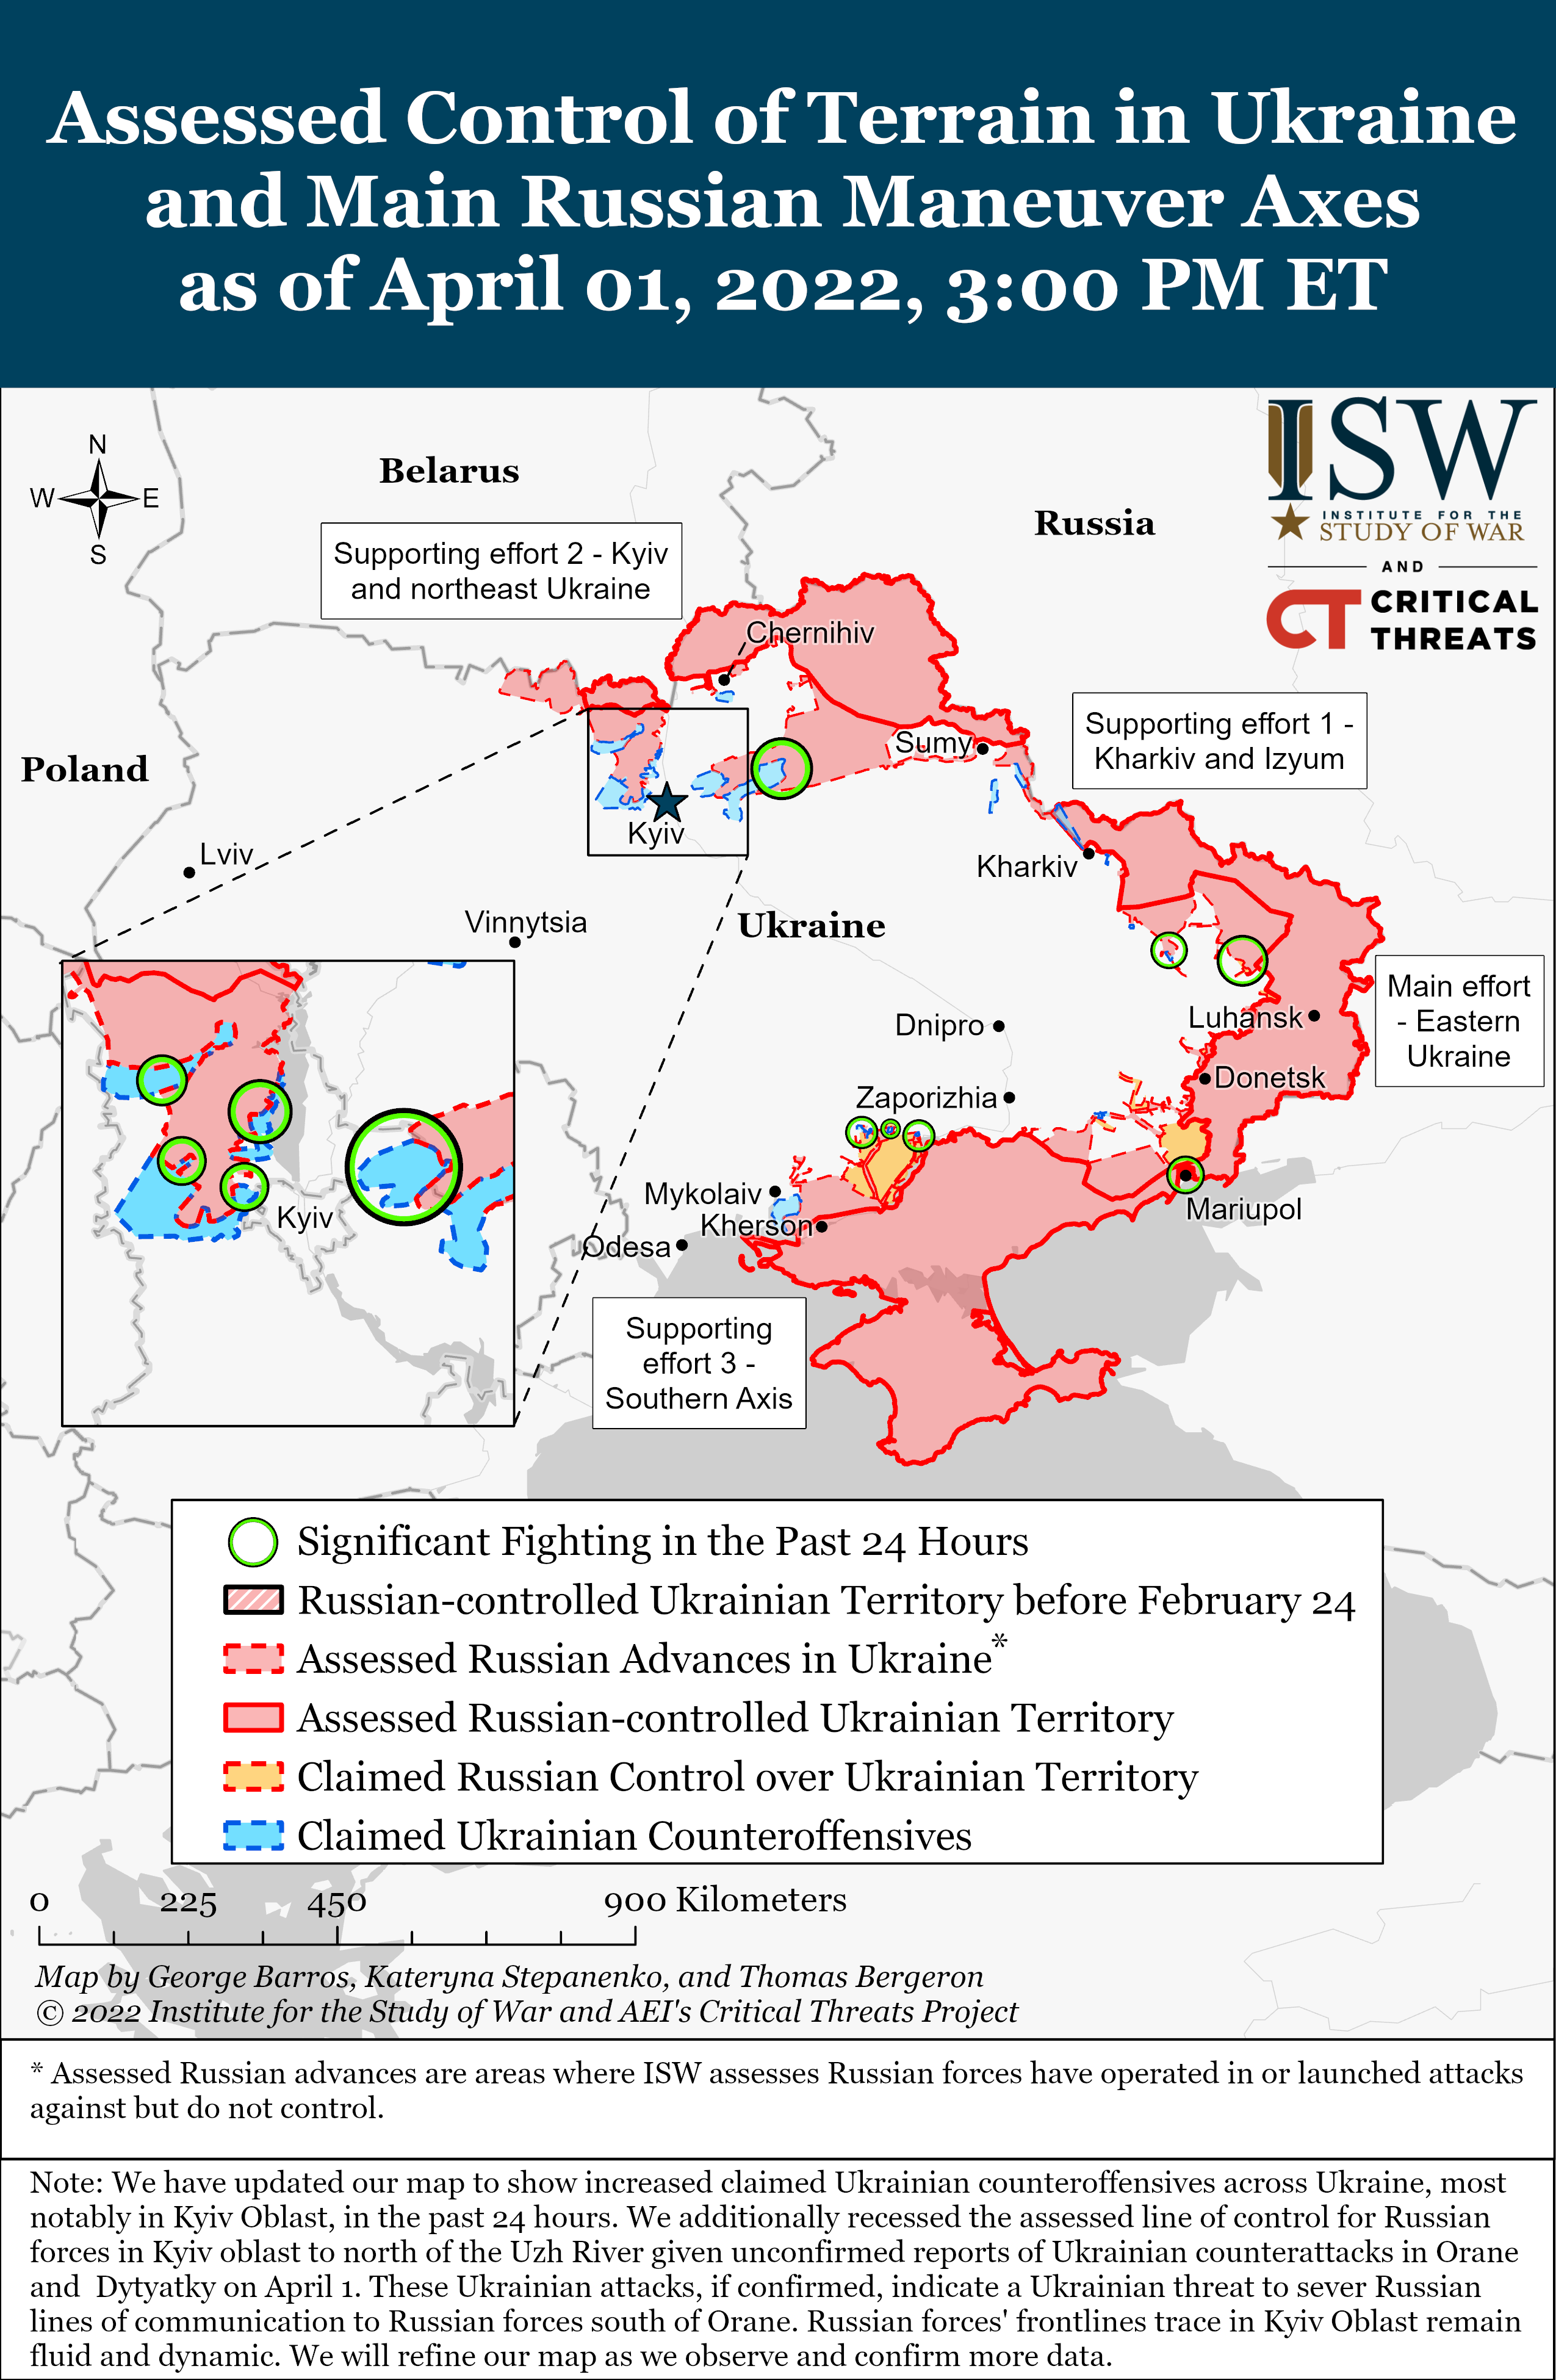 Assessed Control of Terrain in Ukraine
and Main Russian Maneuver Axes
as of April 01, 2022, 3:00 PM ET
N
W
E
S
Belarus
Russia
ISW
INSTITUTE FOR THE
STUDY OF WAR
AND
CT CRITICAL
THREATS
Supporting effort 2 - Kyiv
and northeast Ukraine
Chernihiv
Supporting effort 1 -
Kharkiv and Izyum
Sumy
Poland
Kyiv
Lviv
Kharkiv
Vinnytsia
Ukraine
Main effort
- Eastern
Ukraine
Luhansk
Dnipro
Donetsk
Zaporizhia
Mykolaiv
Mariupol
Kyiv
Kherson
Odesa
Supporting
effort 3 -
Southern Axis
Significant Fighting in the Past 24 Hours
Russian-controlled Ukrainian Territory before February 24
Assessed Russian Advances in Ukraine*
Assessed Russian-controlled Ukrainian Territory
Claimed Russian Control over Ukrainian Territory
Claimed Ukrainian Counteroffensives
0 225 450 900 Kilometers
Map by George Barros, Kateryna Stepanenko, and Thomas Bergeron
© 2022 Institute for the Study of War and AEI's Critical Threats Project
* Assessed Russian advances are areas where ISW assesses Russian forces have operated in or launched attacks
against but do not control.
Note: We have updated our map to show increased claimed Ukrainian counteroffensives across Ukraine, most
notably in Kyiv Oblast, in the past 24 hours. We additionally recessed the assessed line of control for Russian
forces in Kyiv oblast to north of the Uzh River given unconfirmed reports of Ukrainian counterattacks in Orane
and  Dytyatky on April 1. These Ukrainian attacks, if confirmed, indicate a Ukrainian threat to sever Russian
lines of communication to Russian forces south of Orane. Russian forces' frontlines trace in Kyiv Oblast remain
fluid and dynamic. We will refine our map as we observe and confirm more data.